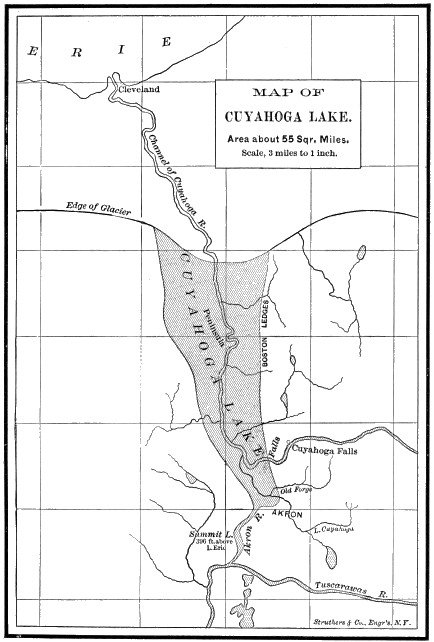 ERIE
Cleveland
MAP OF
CUYAHOGA LAKE.
Area about 55 Sqr. Miles.
Scale, 3 miles to 1 inch.
Channel of Cuyahoga R.
Edge of Glacier
CUYAHOGA LAKE
Peninsula
BOSTON LEDGES
Falls
Cuyahoga Falls
Old Forge
AKRON
L. Cuyahoga
Summit L.
396 ft. above
L. Erie
Akron R.
Tuscarawas R.
Struthers & Co., Engr's, N.Y.